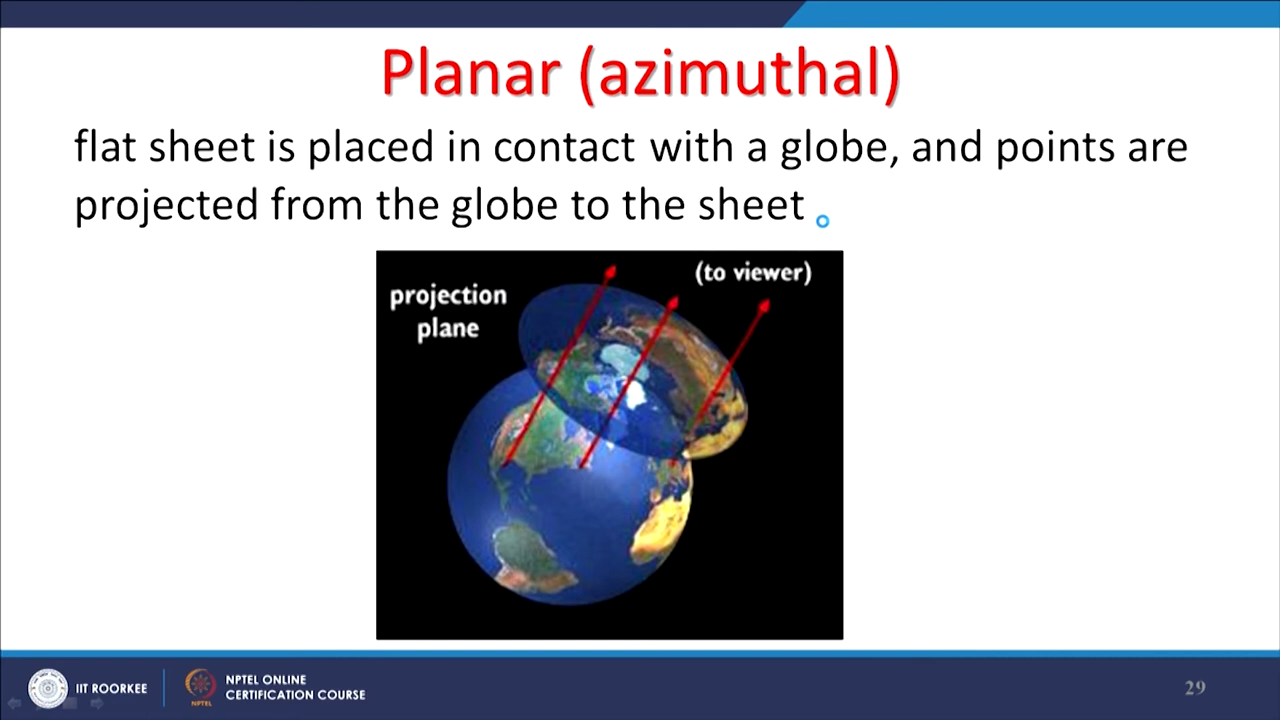 Planar (azimuthal)
flat sheet is placed in contact with a globe, and points are
projected from the globe to the sheet 。
projection
plane
(to viewer)
IIT ROORKEE
NPTEL
NPTEL ONLINE
CERTIFICATION COURSE
29